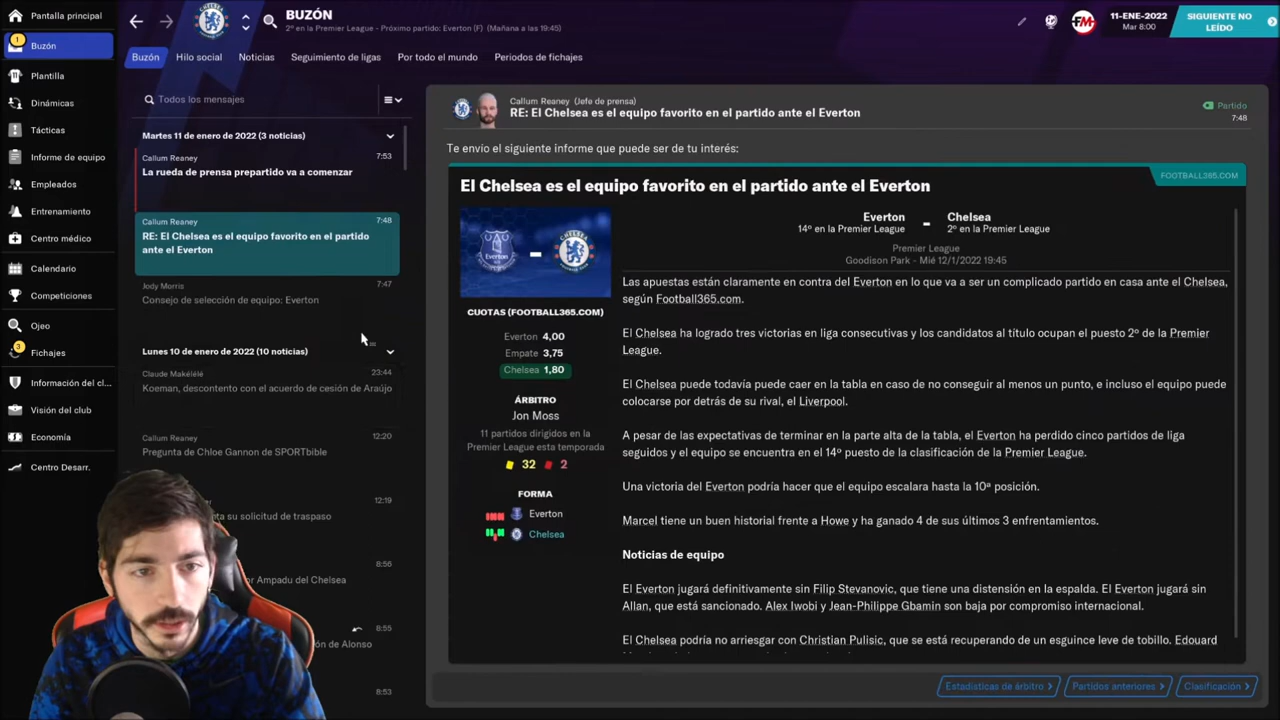 Pantalla principal
1
Buzón
Plantilla
Dinámicas
Tácticas
Informe de equipo
Empleados
Entrenamiento
Centro médico
Calendario
Competiciones
Ojeo
3
Fichajes
Información del cl...
Visión del club
Economía
Centro Desarr.
BUZÓN
2º en la Premier League - Próximo partido: Everton (F) (Mañana a las 19:45)
FM
11-ENE-2022
Mar 8:00
SIGUIENTE NO
LEÍDO
Buzón
Hilo social
Noticias
Seguimiento de ligas
Por todo el mundo
Periodos de fichajes
Todos los mensajes
Martes 11 de enero de 2022 (3 noticias)
Callum Reaney 7:53
La rueda de prensa prepartido va a comenzar
Callum Reaney 7:48
RE: El Chelsea es el equipo favorito en el partido
ante el Everton
Jody Morris 7:47
Consejo de selección de equipo: Everton
Lunes 10 de enero de 2022 (10 noticias)
Claude Makélélé 23:44
Koeman, descontento con el acuerdo de cesión de Araújo
Callum Reaney 12:20
Pregunta de Chloe Gannon de SPORTbible
12:19
ta su solicitud de traspaso
8:56
or Ampadu del Chelsea
8:55
ón de Alonso
8:53
Callum Reaney (Jefe de prensa)
RE: El Chelsea es el equipo favorito en el partido ante el Everton
Partido
7:48
Te envío el siguiente informe que puede ser de tu interés:
El Chelsea es el equipo favorito en el partido ante el Everton
FOOTBALL365.COM
Everton - Chelsea
14º en la Premier League 2º en la Premier League
Premier League
Goodison Park - Mié 12/1/2022 19:45
CUOTAS (FOOTBALL365.COM)
Everton 4,00
Empate 3,75
Chelsea 1,80
ÁRBITRO
Jon Moss
11 partidos dirigidos en la
Premier League esta temporada
32 2
FORMA
Everton
Chelsea
Las apuestas están claramente en contra del Everton en lo que va a ser un complicado partido en casa ante el Chelsea,
según Football365.com.
El Chelsea ha logrado tres victorias en liga consecutivas y los candidatos al título ocupan el puesto 2º de la Premier
League.
El Chelsea puede todavía puede caer en la tabla en caso de no conseguir al menos un punto, e incluso el equipo puede
colocarse por detrás de su rival, el Liverpool.
A pesar de las expectativas de terminar en la parte alta de la tabla, el Everton ha perdido cinco partidos de liga
seguidos y el equipo se encuentra en el 14º puesto de la clasificación de la Premier League.
Una victoria del Everton podría hacer que el equipo escalara hasta la 10ª posición.
Marcel tiene un buen historial frente a Howe y ha ganado 4 de sus últimos 3 enfrentamientos.
Noticias de equipo
El Everton jugará definitivamente sin Filip Stevanovic, que tiene una distensión en la espalda. El Everton jugará sin
Allan, que está sancionado. Alex Iwobi y Jean-Philippe Gbamin son baja por compromiso internacional.
El Chelsea podría no arriesgar con Christian Pulisic, que se está recuperando de un esguince leve de tobillo. Edouard
Estadísticas de árbitro
Partidos anteriores
Clasificación